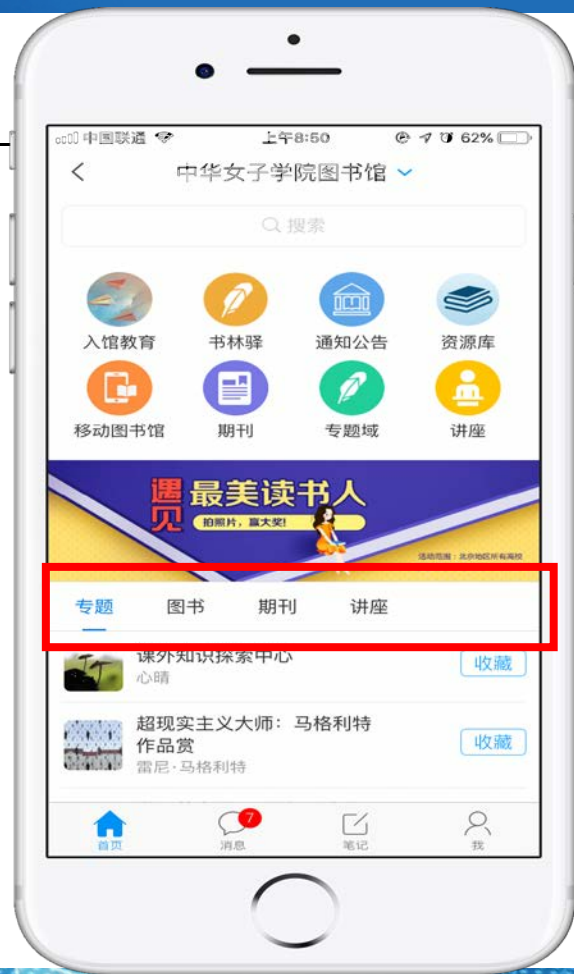 中国联通 上午8:50 62%
中华女子学院图书馆
搜索
入馆教育 书林驿 通知公告 资源库
移动图书馆 期刊 专题域 讲座
遇见 最美读书人
拍照片，赢大奖!
活动范围：北京地区所有高校
专题 图书 期刊 讲座
课外知识探索中心
心晴
收藏
超现实主义大师：马格利特
作品赏
雷尼·马格利特
收藏
7
首页 消息 笔记 我